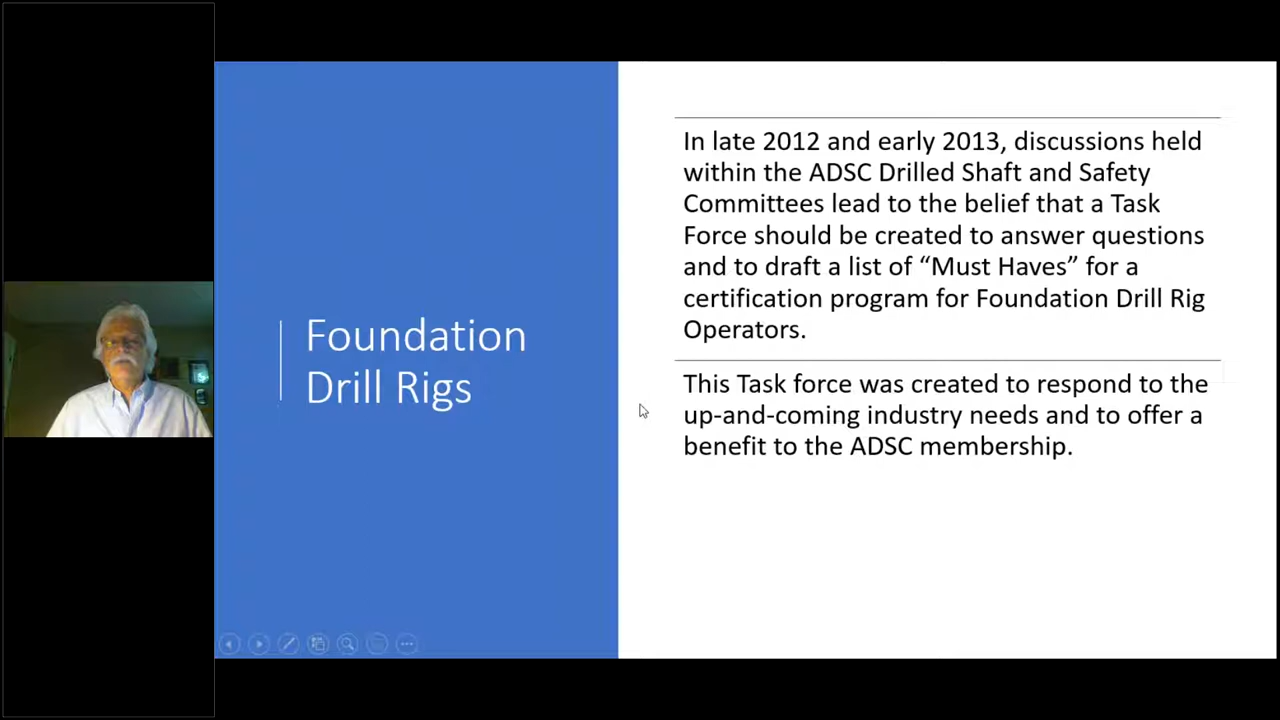 Foundation
Drill Rigs
In late 2012 and early 2013, discussions held
within the ADSC Drilled Shaft and Safety
Committees lead to the belief that a Task
Force should be created to answer questions
and to draft a list of “Must Haves” for a
certification program for Foundation Drill Rig
Operators.
This Task force was created to respond to the
up-and-coming industry needs and to offer a
benefit to the ADSC membership.